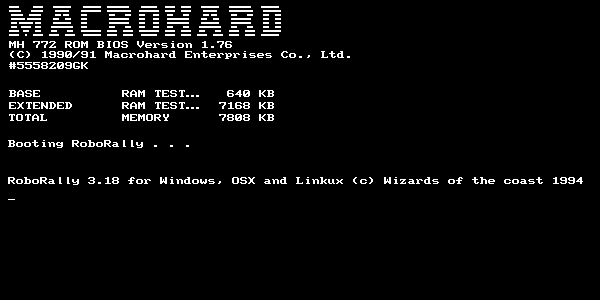 MACROHARD
MH 772 ROM BIOS Version 1.76
(C) 1990/91 Macrohard Enterprises Co., Ltd.
#5558209GK
BASE RAM TEST... 640 KB
EXTENDED RAM TEST... 7168 KB
TOTAL MEMORY 7808 KB
Booting RoboRally . . .
RoboRally 3.18 for Windows, OSX and Linkux (c) Wizards of the coast 1994
_